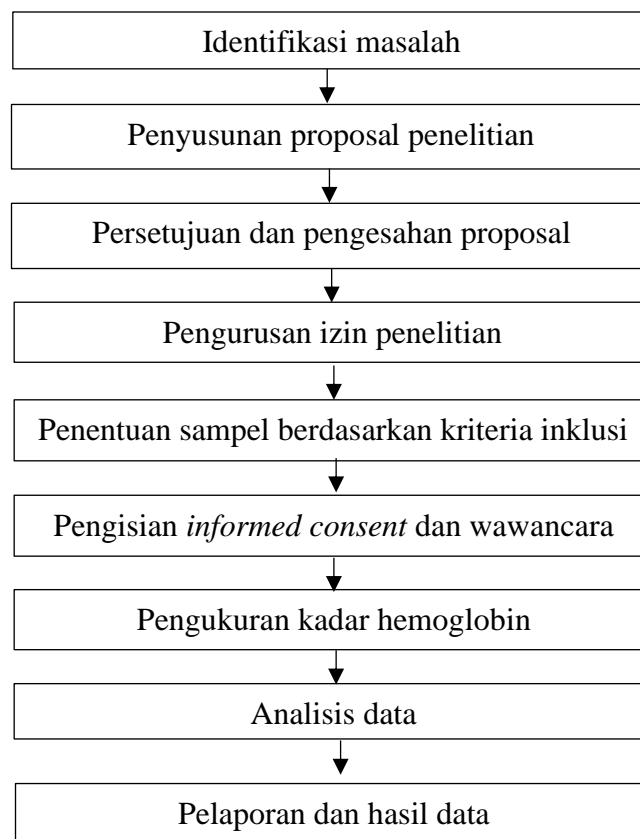 Identifikasi masalah
Penyusunan proposal penelitian
Persetujuan dan pengesahan proposal
Pengurusan izin penelitian
Penentuan sampel berdasarkan kriteria inklusi
Pengisian informed consent dan wawancara
Pengukuran kadar hemoglobin
Analisis data
Pelaporan dan hasil data